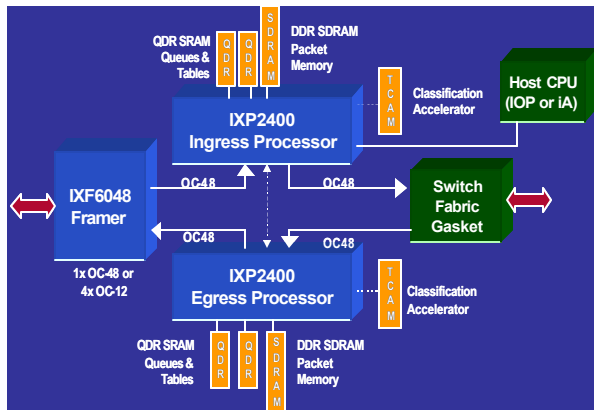 QDR SRAM
Queues &
Tables
QDR
QDR
SDRAM
DDR SDRAM
Packet
Memory
TCAM
Classification
Accelerator
Host CPU
(IOP or iA)
IXP2400
Ingress Processor
IXF6048
Framer
OC-48
OC48
Switch
Fabric
Gasket
OC48
OC48
1x OC-48 or
4x OC-12
IXP2400
Egress Processor
TCAM
Classification
Accelerator
QDR SRAM
Queues &
Tables
QDR
QDR
SDRAM
DDR SDRAM
Packet
Memory